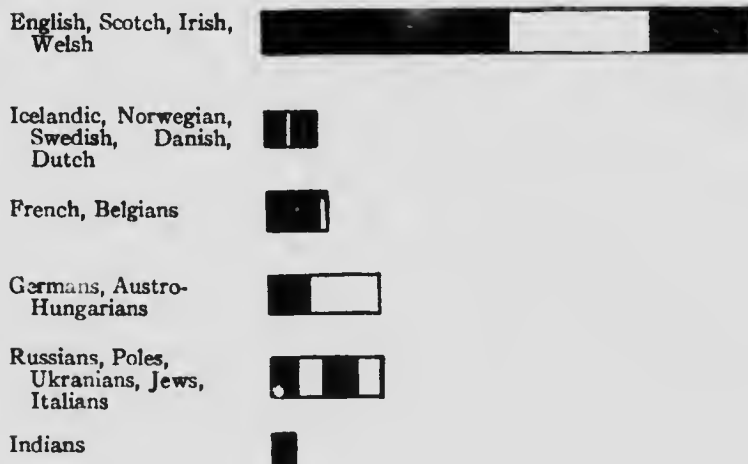 English, Scotch, Irish,
Welsh
Icelandic, Norwegian,
Swedish, Danish,
Dutch
French, Belgians
Germans, Austro-
Hungarians
Russians, Poles,
Ukranians, Jews,
Italians
Indians